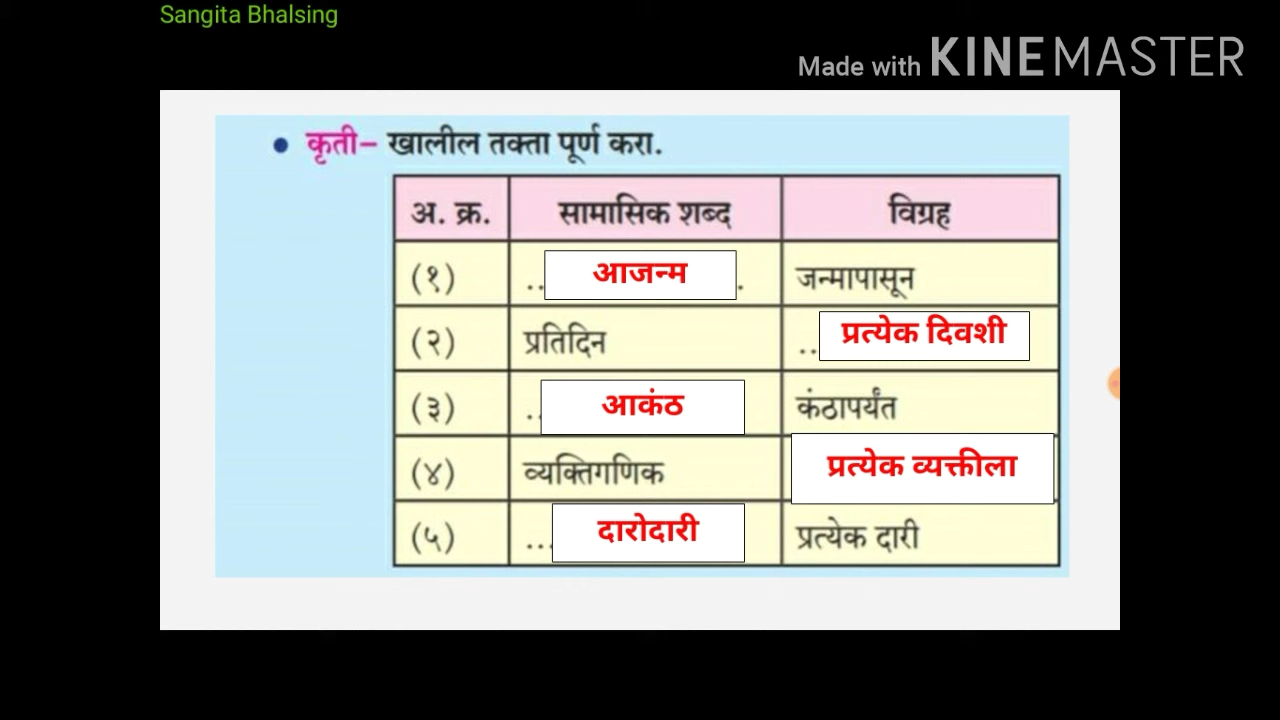 Sangita Bhalsing
Made with KINEMASTER
• कृती– खालील तक्ता पूर्ण करा.
अ. क्र. सामासिक शब्द विग्रह
(१) .. आजन्म . जन्मापासून
(२) प्रतिदिन .. प्रत्येक दिवशी
(३) .. आकंठ कंठापर्यंत
(४) व्यक्तिगणिक प्रत्येक व्यक्तीला
(५) ... दारोदारी प्रत्येक दारी